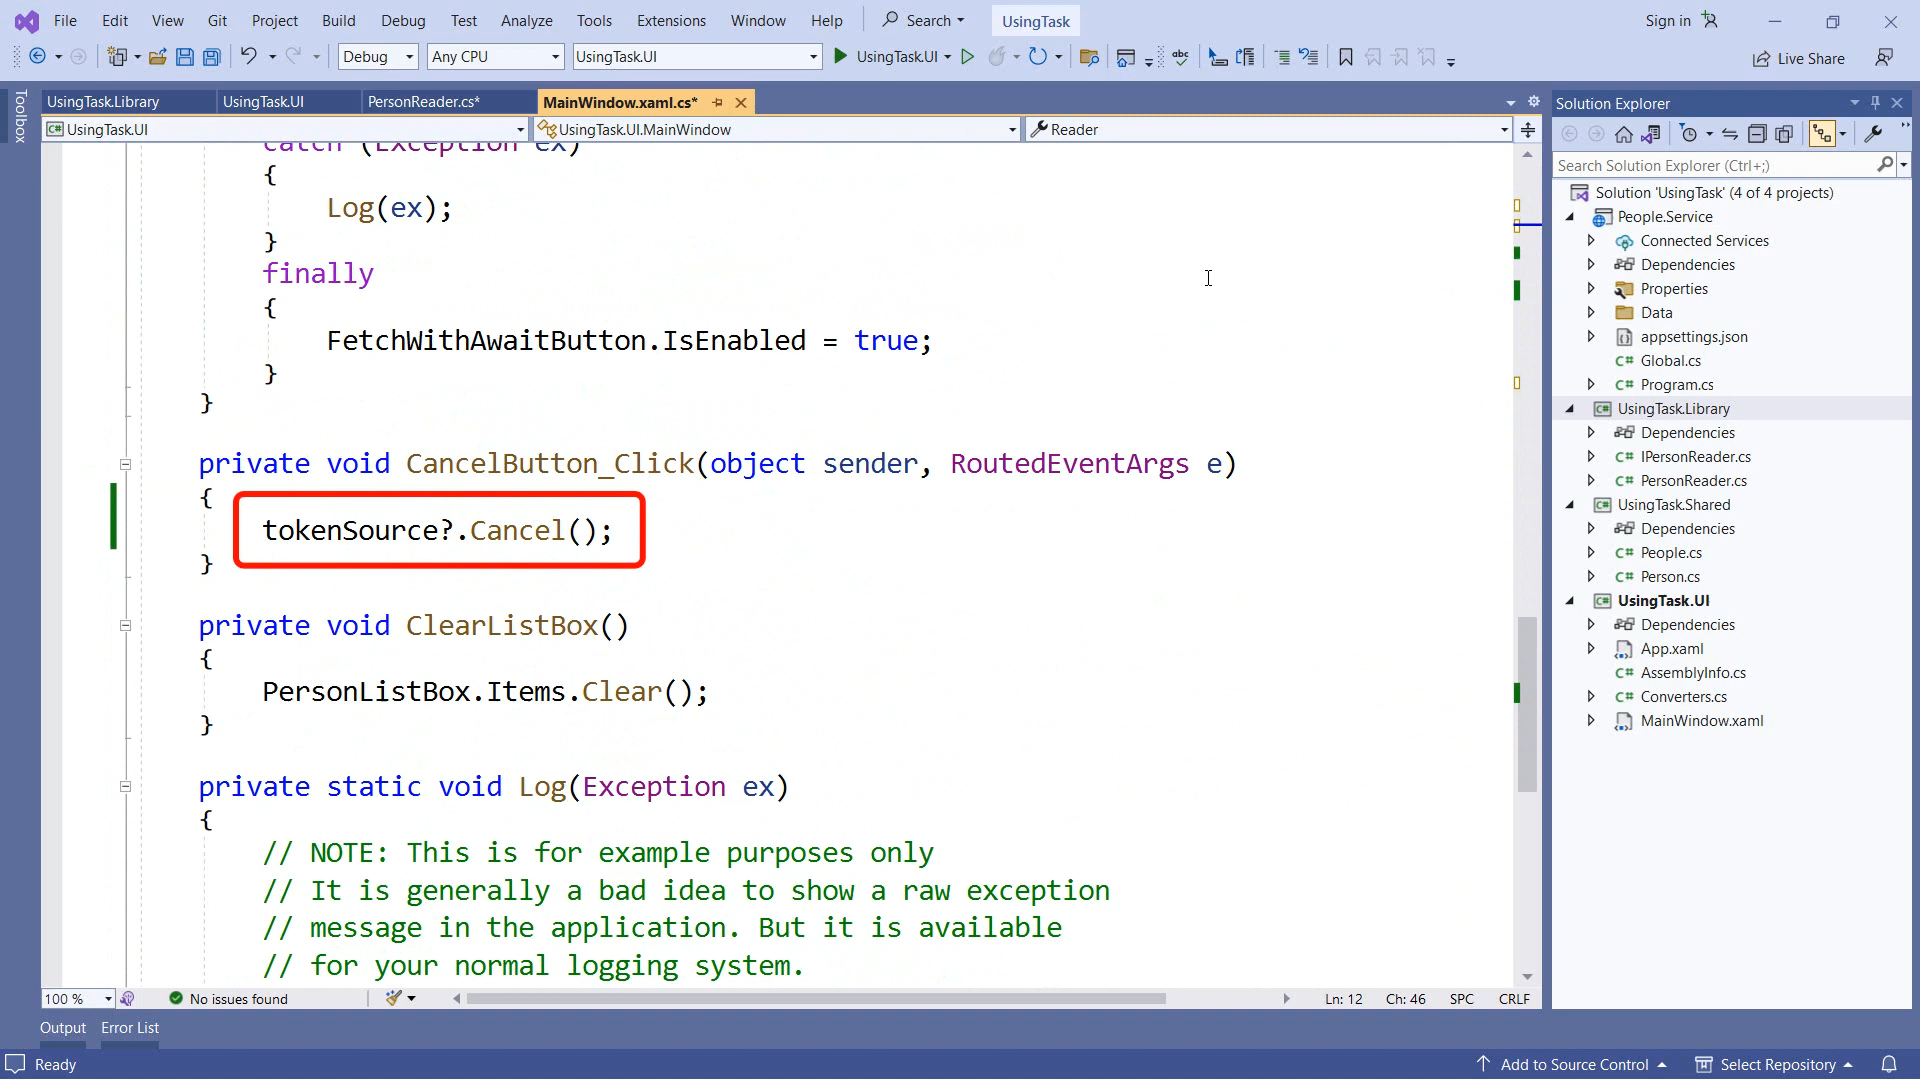 File Edit View Git Project Build Debug Test Analyze Tools Extensions Window Help Search UsingTask Sign in
Debug Any CPU UsingTask.UI UsingTask.UI Live Share
Toolbox
UsingTask.Library UsingTask.UI PersonReader.cs* MainWindow.xaml.cs*
UsingTask.UI UsingTask.UI.MainWindow Reader
catch (Exception ex)
{
Log(ex);
}
finally
{
FetchWithAwaitButton.IsEnabled = true;
}
}
private void CancelButton_Click(object sender, RoutedEventArgs e)
{
tokenSource?.Cancel();
}
private void ClearListBox()
{
PersonListBox.Items.Clear();
}
private static void Log(Exception ex)
{
// NOTE: This is for example purposes only
// It is generally a bad idea to show a raw exception
// message in the application. But it is available
// for your normal logging system.
100 % No issues found Ln: 12 Ch: 46 SPC CRLF
Solution Explorer
Search Solution Explorer (Ctrl+;)
Solution 'UsingTask' (4 of 4 projects)
People.Service
Connected Services
Dependencies
Properties
Data
appsettings.json
C# Global.cs
C# Program.cs
C# UsingTask.Library
Dependencies
C# IPersonReader.cs
C# PersonReader.cs
C# UsingTask.Shared
Dependencies
C# People.cs
C# Person.cs
C# UsingTask.UI
Dependencies
App.xaml
C# AssemblyInfo.cs
C# Converters.cs
MainWindow.xaml
Output Error List
Ready Add to Source Control Select Repository